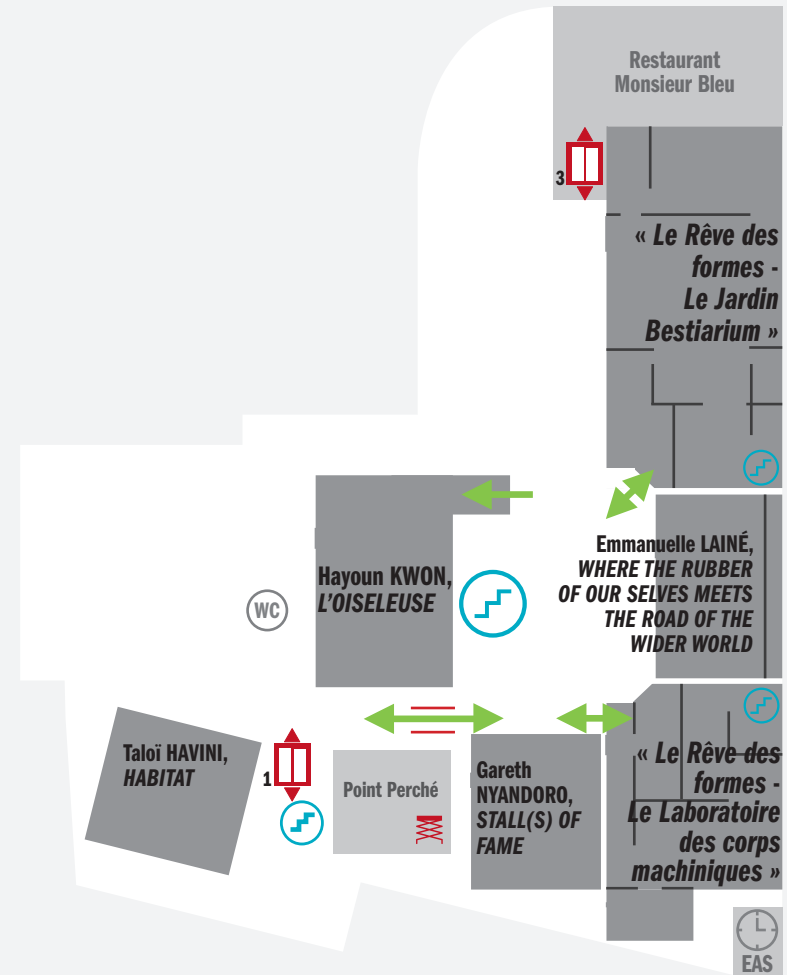 Restaurant
Monsieur Bleu
3
« Le Rêve des
formes -
Le Jardin
Bestiarium »
Emmanuelle LAINÉ,
WHERE THE RUBBER
OF OUR SELVES MEETS
THE ROAD OF THE
WIDER WORLD
Hayoun KWON,
L'OISELEUSE
WC
Taloï HAVINI,
HABITAT
1
Point Perché
Gareth
NYANDORO,
STALL(S) OF
FAME
« Le Rêve des
formes -
Le Laboratoire
des corps
machiniques »
EAS